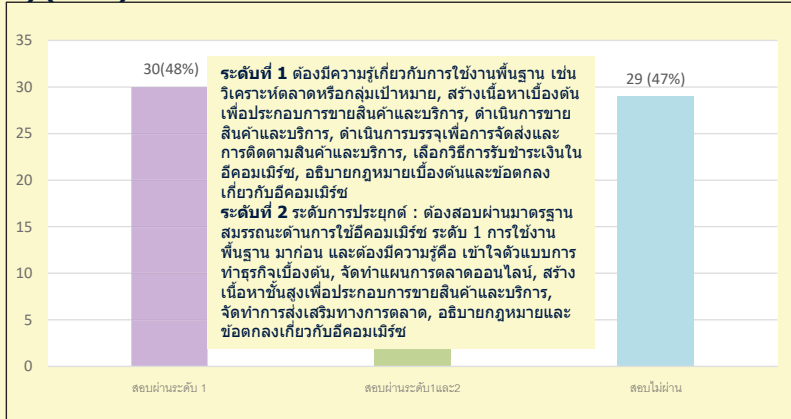 35
30
25
20
15
10
5
0
30(48%)
29 (47%)
ระดับที่ 1 ต้องมีความรู้เกี่ยวกับการใช้งานพื้นฐาน เช่น
วิเคราะห์ตลาดหรือกลุ่มเป้าหมาย, สร้างเนื้อหาเบื้องต้น
เพื่อประกอบการขายสินค้าและบริการ, ดำเนินการขาย
สินค้าและบริการ, ดำเนินการบรรจุเพื่อการจัดส่งและ
การติดตามสินค้าและบริการ, เลือกวิธีการรับชำระเงินใน
อีคอมเมิร์ซ, อธิบายกฎหมายเบื้องต้นและข้อตกลง
เกี่ยวกับอีคอมเมิร์ซ
ระดับที่ 2 ระดับการประยุกต์ : ต้องสอบผ่านมาตรฐาน
สมรรถนะด้านการใช้อีคอมเมิร์ซ ระดับ 1 การใช้งาน
พื้นฐาน มาก่อน และต้องมีความรู้คือ เข้าใจตัวแบบการ
ทำธุรกิจเบื้องต้น, จัดทำแผนการตลาดออนไลน์, สร้าง
เนื้อหาชั้นสูงเพื่อประกอบการขายสินค้าและบริการ,
จัดทำการส่งเสริมทางการตลาด, อธิบายกฎหมายและ
ข้อตกลงเกี่ยวกับอีคอมเมิร์ซ
สอบผ่านระดับ 1
สอบผ่านระดับ1และ2
สอบไม่ผ่าน